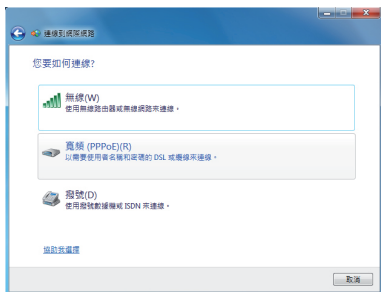 連線到網際網路
您要如何連線?
無線(W)
使用無線路由器或無線網路來連線。
寬頻 (PPPoE)(R)
以需要使用者名稱和密碼的 DSL 或纜線來連線。
撥號(D)
使用撥號數據機或 ISDN 來連線。
協助我選擇
取消